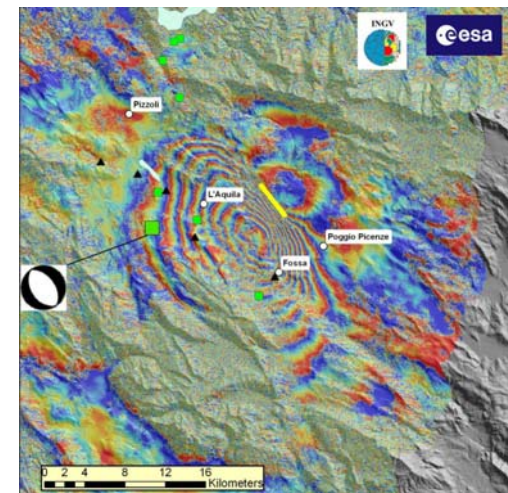 INGV
esa
Pizzoli
L'Aquila
Poggio Picenze
Fossa
0 2 4 8 12 16
Kilometers